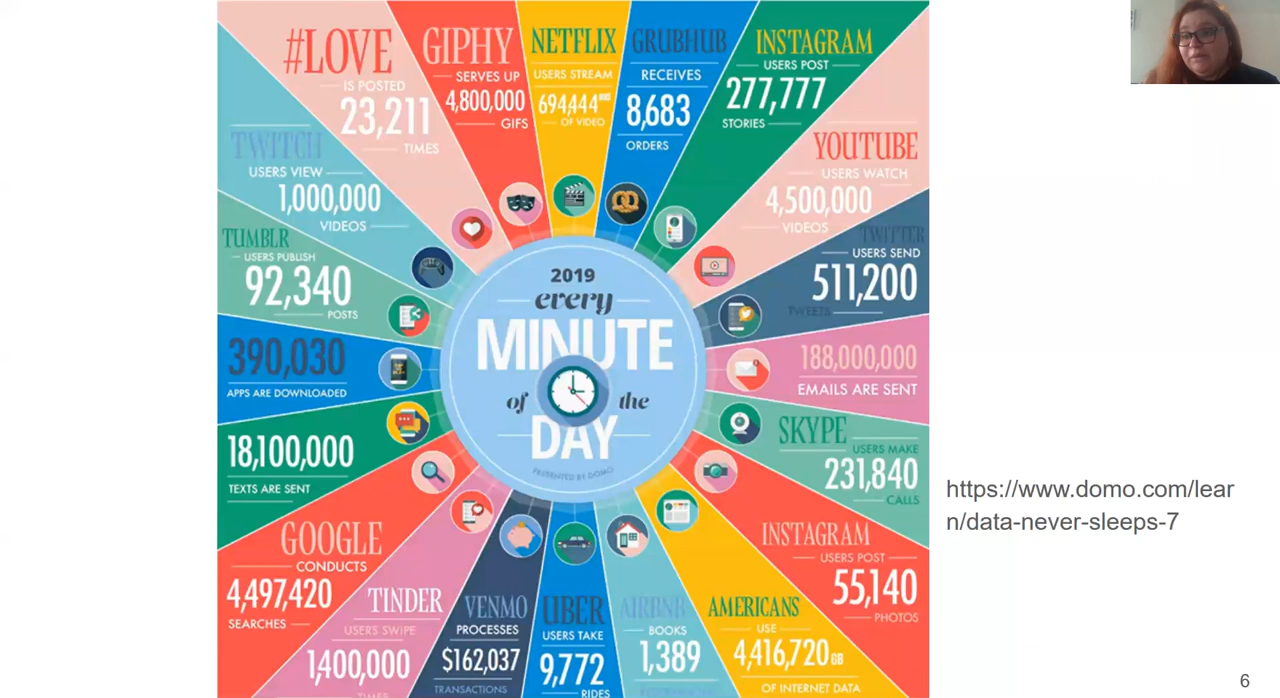 #LOVE
IS POSTED
23,211
TIMES
GIPHY
SERVES UP
4,800,000
GIFS
NETFLIX
USERS STREAM
694,444
OF VIDEO
GRUBHUB
RECEIVES
8,683
ORDERS
INSTAGRAM
USERS POST
277,777
STORIES
YOUTUBE
USERS WATCH
4,500,000
VIDEOS
TWITTER
USERS SEND
511,200
TWEETS
188,000,000
EMAILS ARE SENT
SKYPE
USERS MAKE
231,840
CALLS
INSTAGRAM
USERS POST
55,140
PHOTOS
AMERICANS
USE
4,416,720 GB
OF INTERNET DATA
AIRBNB
BOOKS
1,389
UBER
USERS TAKE
9,772
RIDES
VENMO
PROCESSES
$162,037
TRANSACTIONS
TINDER
USERS SWIPE
1400,000
TIMES
GOOGLE
CONDUCTS
4,497,420
SEARCHES
18,100,000
TEXTS ARE SENT
390,030
APPS ARE DOWNLOADED
TUMBLR
USERS PUBLISH
92,340
POSTS
TWITCH
USERS VIEW
1,000,000
VIDEOS
2019
every
MINUTE
of the
DAY
PRESENTED BY DOMO
https://www.domo.com/lear
n/data-never-sleeps-7
6